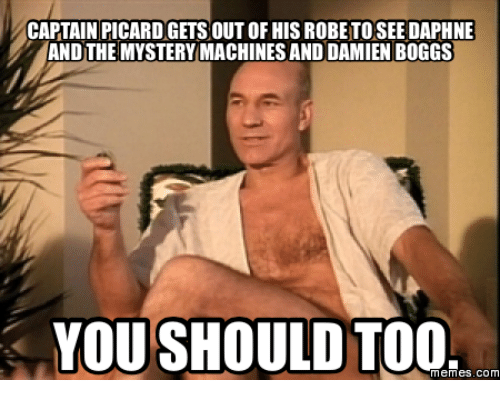 CAPTAIN PICARD GETS OUT OF HIS ROBE TO SEE DAPHNE
AND THE MYSTERY MACHINES AND DAMIEN BOGGS
YOU SHOULD TOO.
memes.com